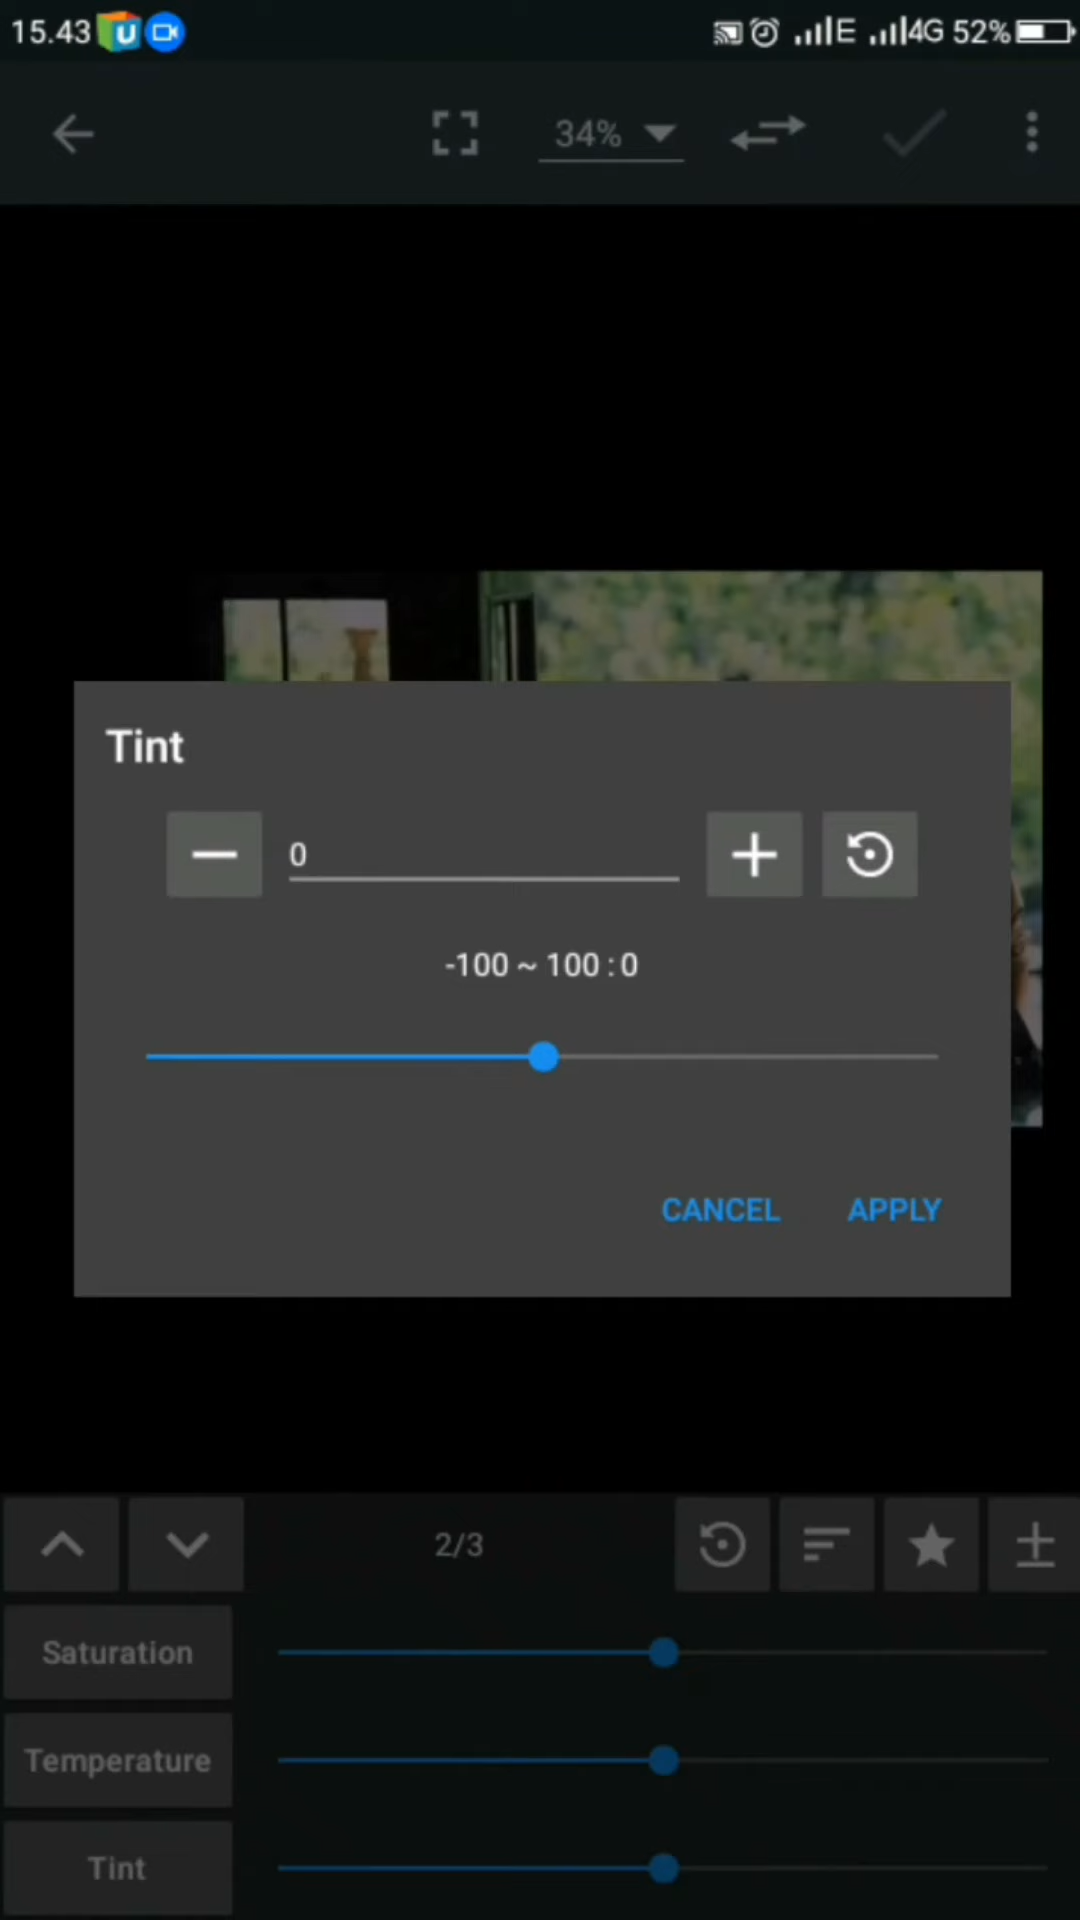 15.43 U E 4G 52%
34%
Tint
0
-100 ~ 100 : 0
CANCEL APPLY
2/3
Saturation
Temperature
Tint